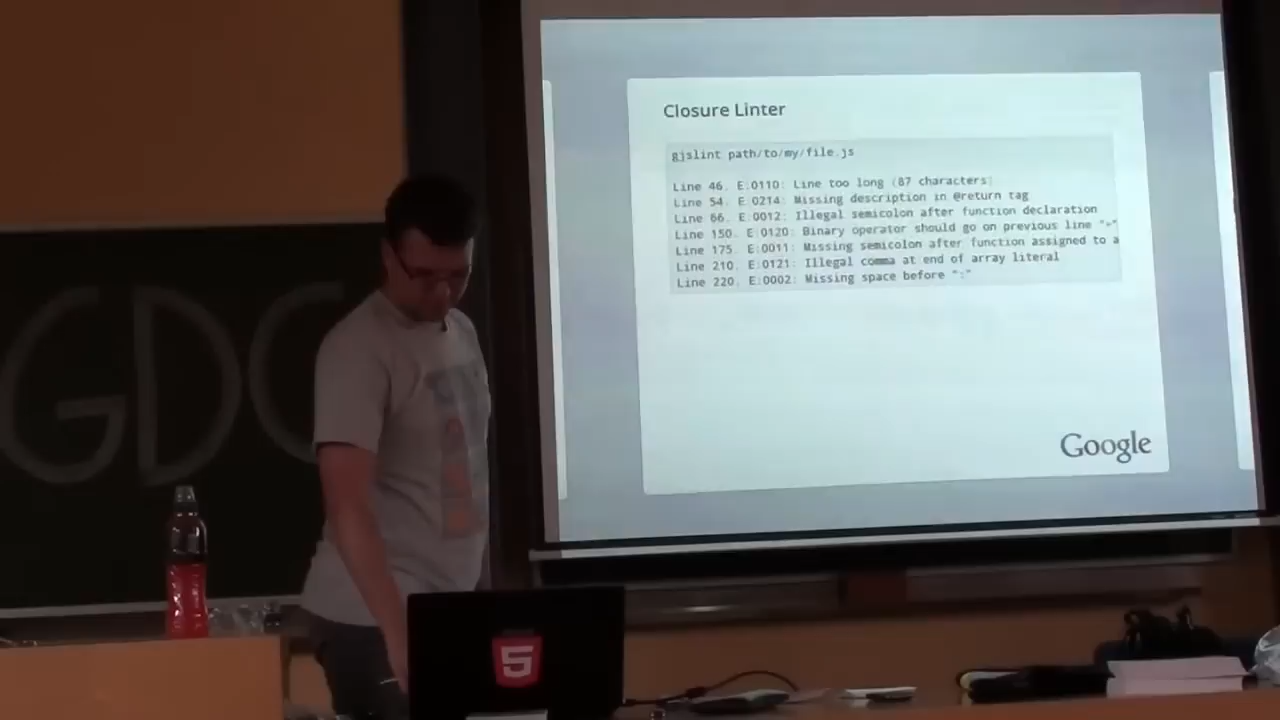 Closure Linter
gjslint path/to/my/file.js
Line 46, E:0110: Line too long (87 characters)
Line 54, E:0214: Missing description in @return tag
Line 66, E:0012: Illegal semicolon after function declaration
Line 150, E:0120: Binary operator should go on previous line "+"
Line 175, E:0011: Missing semicolon after function assigned to a
Line 210, E:0121: Illegal comma at end of array literal
Line 220, E:0002: Missing space before ":"
Google
GDG
5